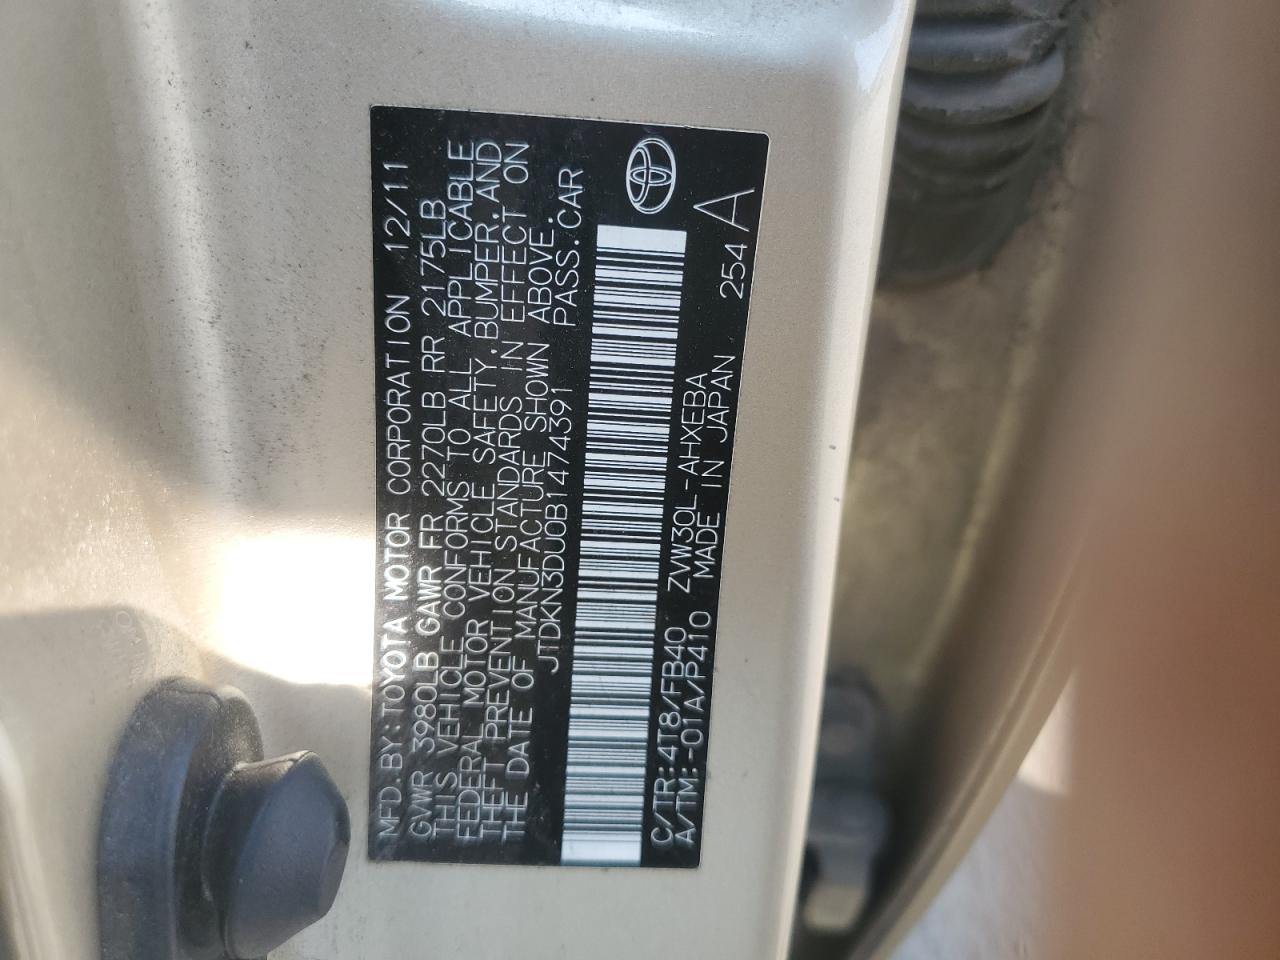 MFD. BY: TOYOTA MOTOR CORPORATION 12/11
GVWR 3980LB GAWR FR 2270LB RR 2175LB
THIS VEHICLE CONFORMS TO ALL APPLICABLE
FEDERAL MOTOR VEHICLE SAFETY, BUMPER, AND
THEFT PREVENTION STANDARDS IN EFFECT ON
THE DATE OF MANUFACTURE SHOWN ABOVE.
JTDKN3DU0B1474391 PASS. CAR
C/TR: 4T8/FB40 ZVW30L-AHXEBA
A/TM: -01A/P410 MADE IN JAPAN 254 A